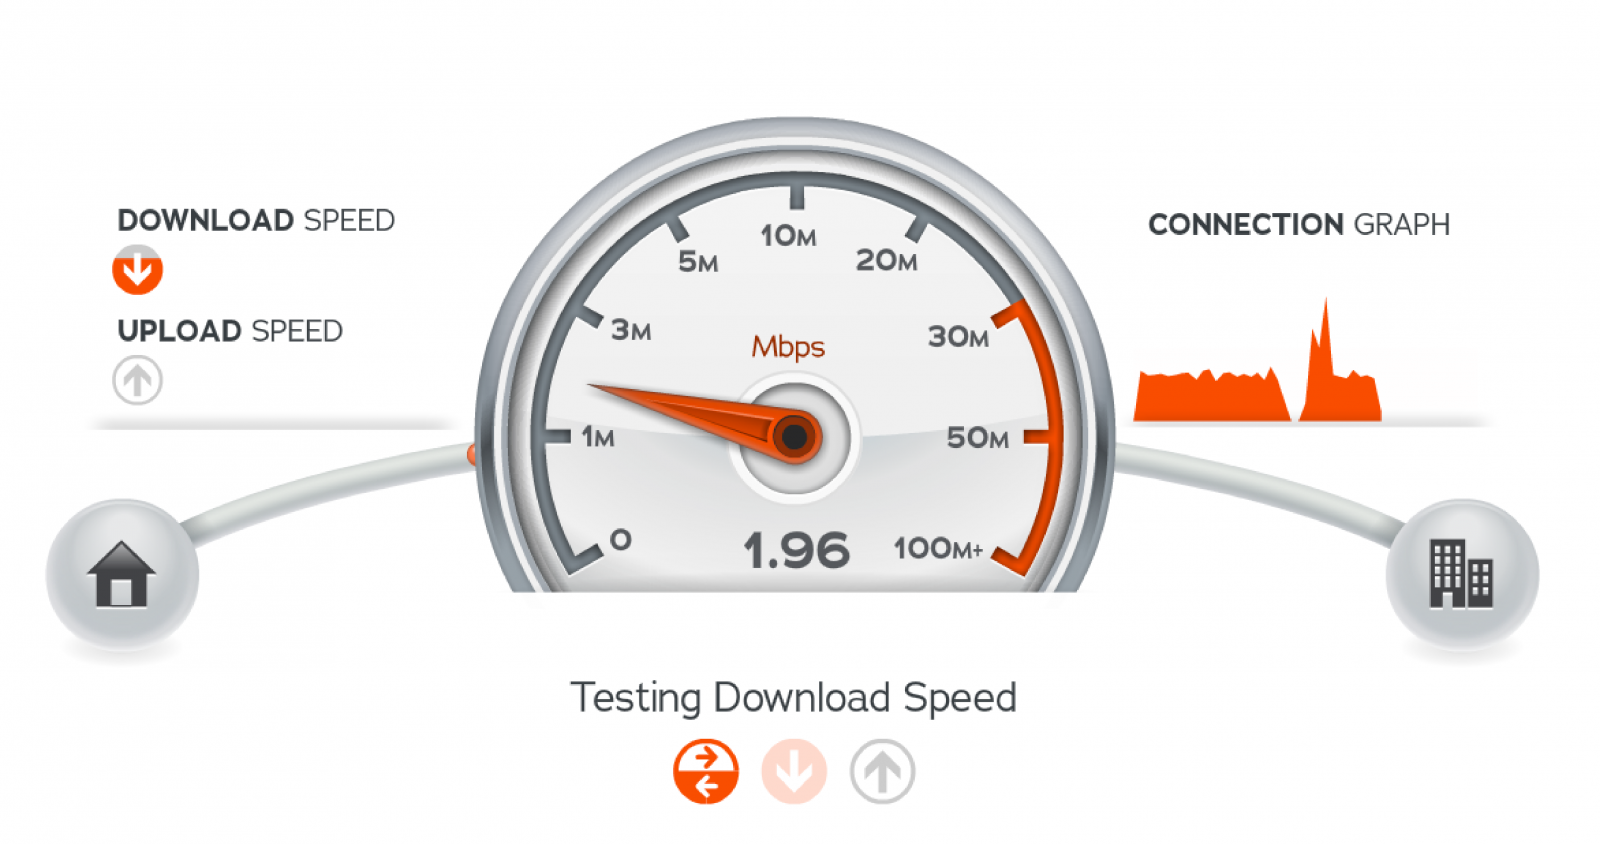 DOWNLOAD SPEED
UPLOAD SPEED
CONNECTION GRAPH
10M
5M
20M
3M
30M
Mbps
1M
50M
0
1.96
100M+
Testing Download Speed